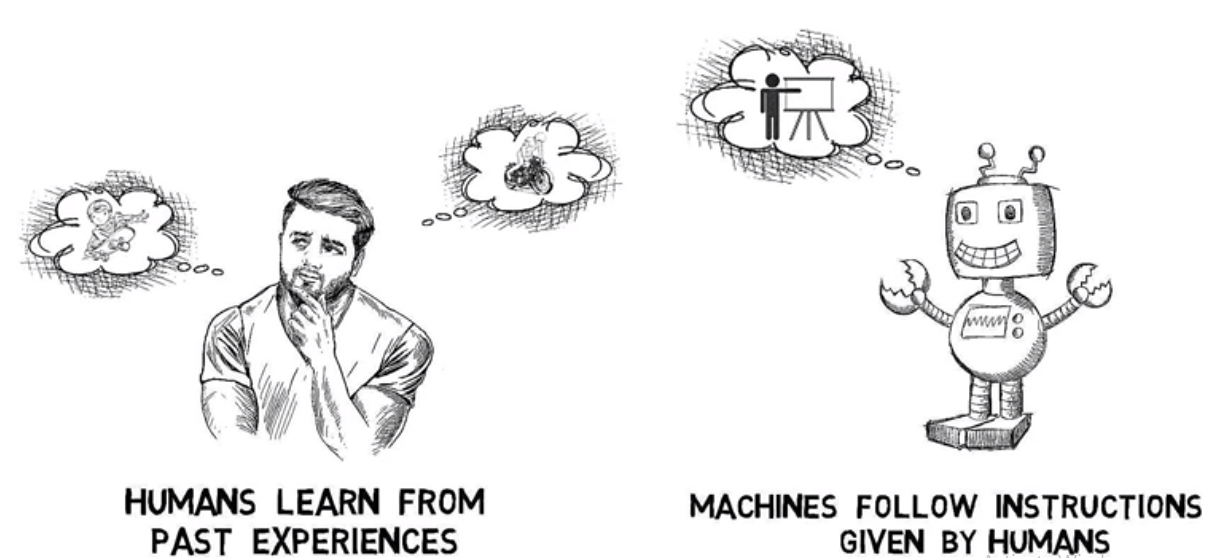 HUMANS LEARN FROM
PAST EXPERIENCES
MACHINES FOLLOW INSTRUCTIONS
GIVEN BY HUMANS